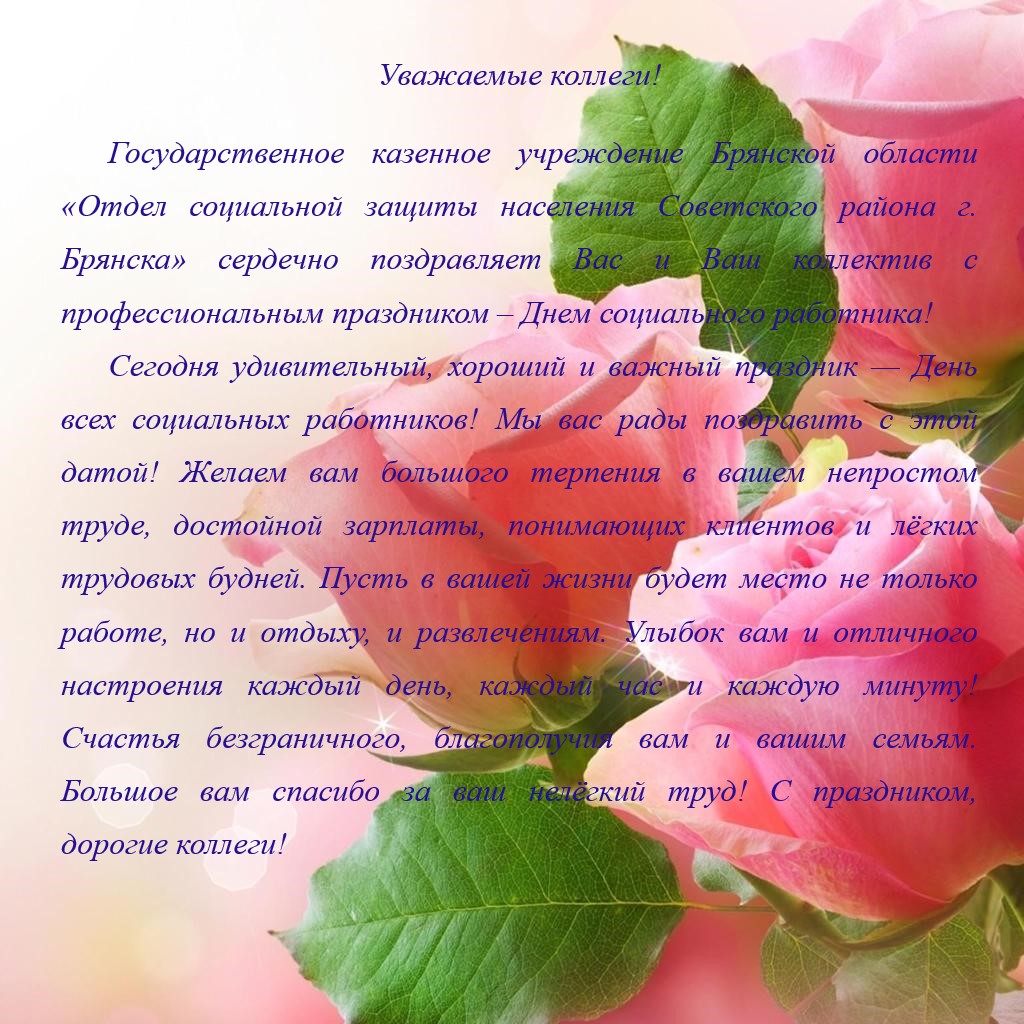 Уважаемые коллеги!
Государственное казенное учреждение Брянской области
«Отдел социальной защиты населения Советского района г.
Брянска» сердечно поздравляет Вас и Ваш коллектив с
профессиональным праздником – Днем социального работника!
Сегодня удивительный, хороший и важный праздник — День
всех социальных работников! Мы вас рады поздравить с этой
датой! Желаем вам большого терпения в вашем непростом
труде, достойной зарплаты, понимающих клиентов и лёгких
трудовых будней. Пусть в вашей жизни будет место не только
работе, но и отдыху, и развлечениям. Улыбок вам и отличного
настроения каждый день, каждый час и каждую минуту!
Счастья безграничного, благополучия вам и вашим семьям.
Большое вам спасибо за ваш нелёгкий труд! С праздником,
дорогие коллеги!